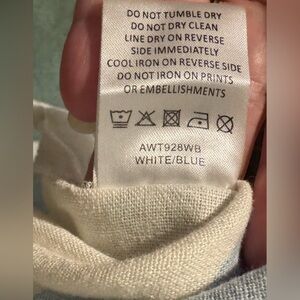 DO NOT TUMBLE DRY
DO NOT DRY CLEAN
LINE DRY ON REVERSE
SIDE IMMEDIATELY
COOL IRON ON REVERSE SIDE
DO NOT IRON ON PRINTS
OR EMBELLISHMENTS
AWT928WB
WHITE/BLUE